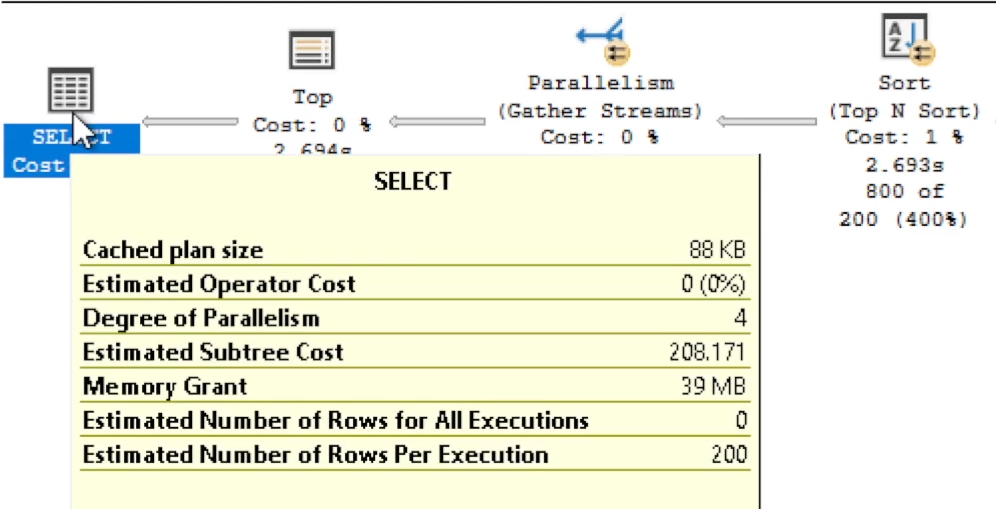 Top
Cost: 0 %
2.694s
Parallelism
(Gather Streams)
Cost: 0 %
Sort
(Top N Sort)
Cost: 1 %
2.693s
800 of
200 (400%)
SELECT
Cost
SELECT
Cached plan size 88 KB
Estimated Operator Cost 0 (0%)
Degree of Parallelism 4
Estimated Subtree Cost 208.171
Memory Grant 39 MB
Estimated Number of Rows for All Executions 0
Estimated Number of Rows Per Execution 200